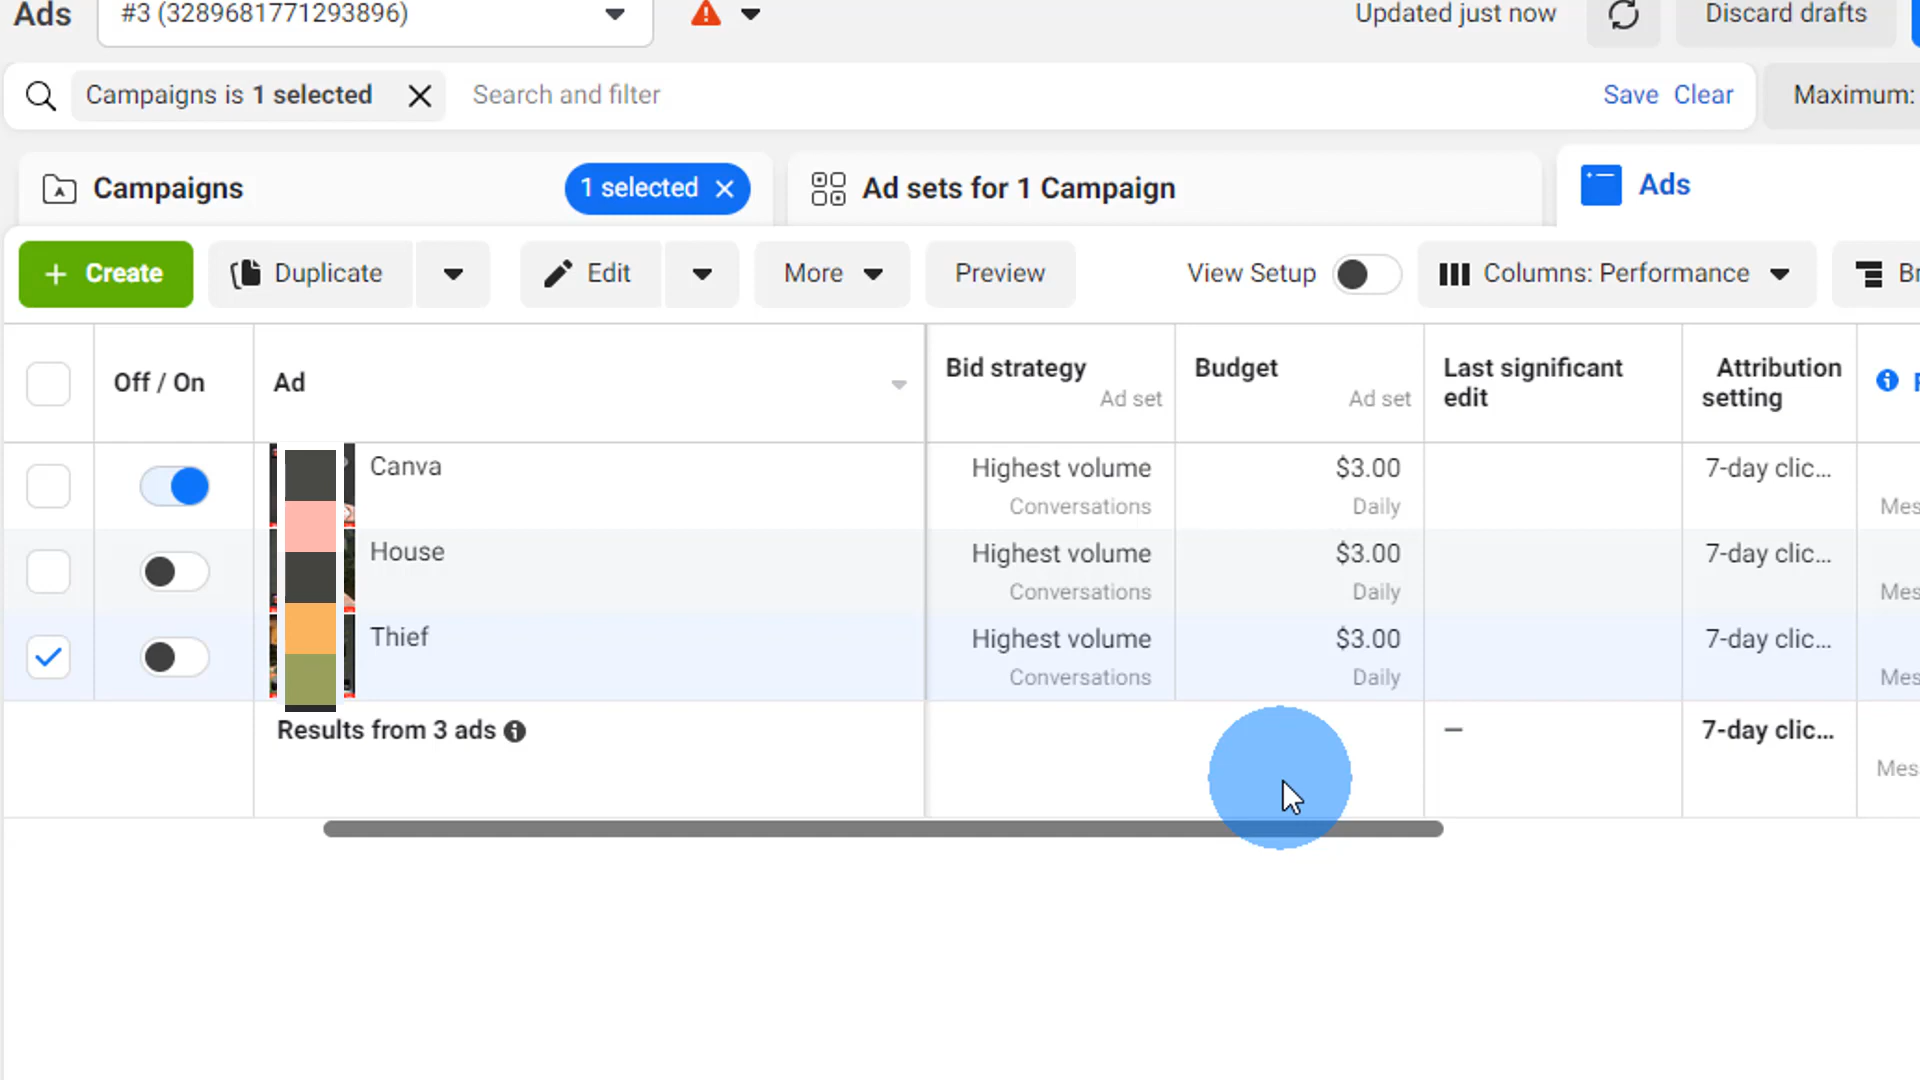 Ads
#3 (3289681771293896)
Updated just now
Discard drafts
Campaigns is 1 selected
Search and filter
Save
Clear
Maximum:
Campaigns
1 selected
Ad sets for 1 Campaign
Ads
Create
Duplicate
Edit
More
Preview
View Setup
Columns: Performance
Off / On
Ad
Bid strategy
Ad set
Budget
Ad set
Last significant
edit
Attribution
setting
Canva
Highest volume
Conversations
$3.00
Daily
7-day clic...
Mes
House
Highest volume
Conversations
$3.00
Daily
7-day clic...
Mes
Thief
Highest volume
Conversations
$3.00
Daily
7-day clic...
Mes
Results from 3 ads
—
7-day clic...
Mes